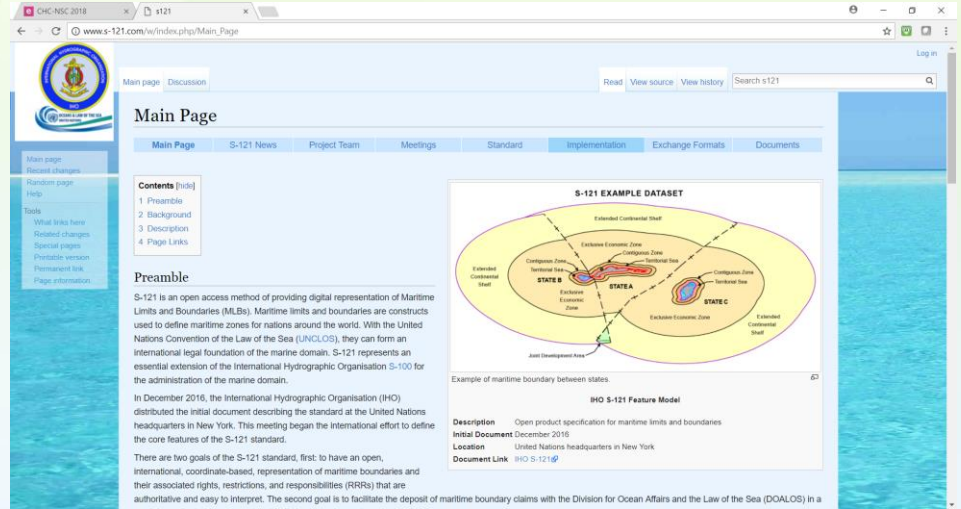 CHC-NSC 2018
s121
www.s-121.com/w/index.php/Main_Page
Log in
INTERNATIONAL HYDROGRAPHIC ORGANISATION
IHO
OCEANS & LAW OF THE SEA
UNITED NATIONS
Main page Discussion Read View source View history Search s121
Main Page
Main Page S-121 News Project Team Meetings Standard Implementation Exchange Formats Documents
Main page
Recent changes
Random page
Help
Tools
What links here
Related changes
Special pages
Printable version
Permanent link
Page information
Contents [hide]
1 Preamble
2 Background
3 Description
4 Page Links
Preamble
S-121 is an open access method of providing digital representation of Maritime
Limits and Boundaries (MLBs). Maritime limits and boundaries are constructs
used to define maritime zones for nations around the world. With the United
Nations Convention of the Law of the Sea (UNCLOS), they can form an
international legal foundation of the marine domain. S-121 represents an
essential extension of the International Hydrographic Organisation S-100 for
the administration of the marine domain.
In December 2016, the International Hydrographic Organisation (IHO)
distributed the initial document describing the standard at the United Nations
headquarters in New York. This meeting began the international effort to define
the core features of the S-121 standard.
There are two goals of the S-121 standard, first: to have an open,
international, coordinate-based, representation of maritime boundaries and
their associated rights, restrictions, and responsibilities (RRRs) that are
authoritative and easy to interpret. The second goal is to facilitate the deposit of maritime boundary claims with the Division for Ocean Affairs and the Law of the Sea (DOALOS) in a
S-121 EXAMPLE DATASET
Extended Continental Shelf
Exclusive Economic Zone
Contiguous Zone
Territorial Sea
Contiguous Zone
Territorial Sea
Extended
Continental
Shelf
STATE B
STATE A
Contiguous Zone
Territorial Sea
STATE C
Exclusive
Economic
Zone
Exclusive Economic Zone
Extended
Continental
Shelf
Joint Development Area
Example of maritime boundary between states.
IHO S-121 Feature Model
Description Open product specification for maritime limits and boundaries
Initial Document December 2016
Location United Nations headquarters in New York
Document Link IHO S-121